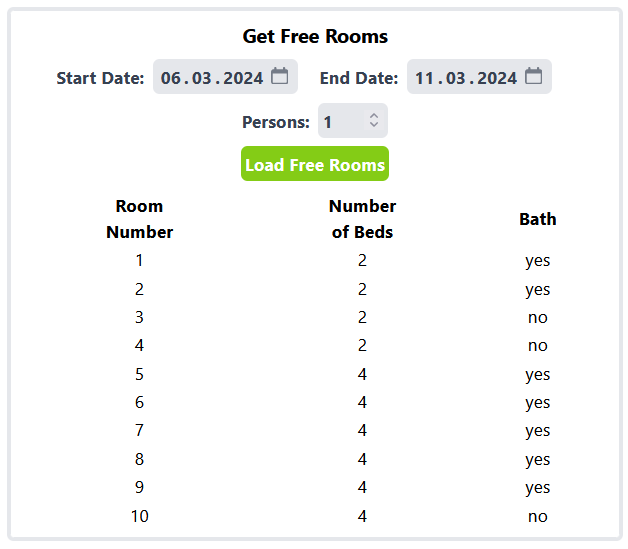 Get Free Rooms
Start Date: 06.03.2024 End Date: 11.03.2024
Persons: 1
Load Free Rooms
Room Number Number of Beds Bath
1 2 yes
2 2 yes
3 2 no
4 2 no
5 4 yes
6 4 yes
7 4 yes
8 4 yes
9 4 yes
10 4 no